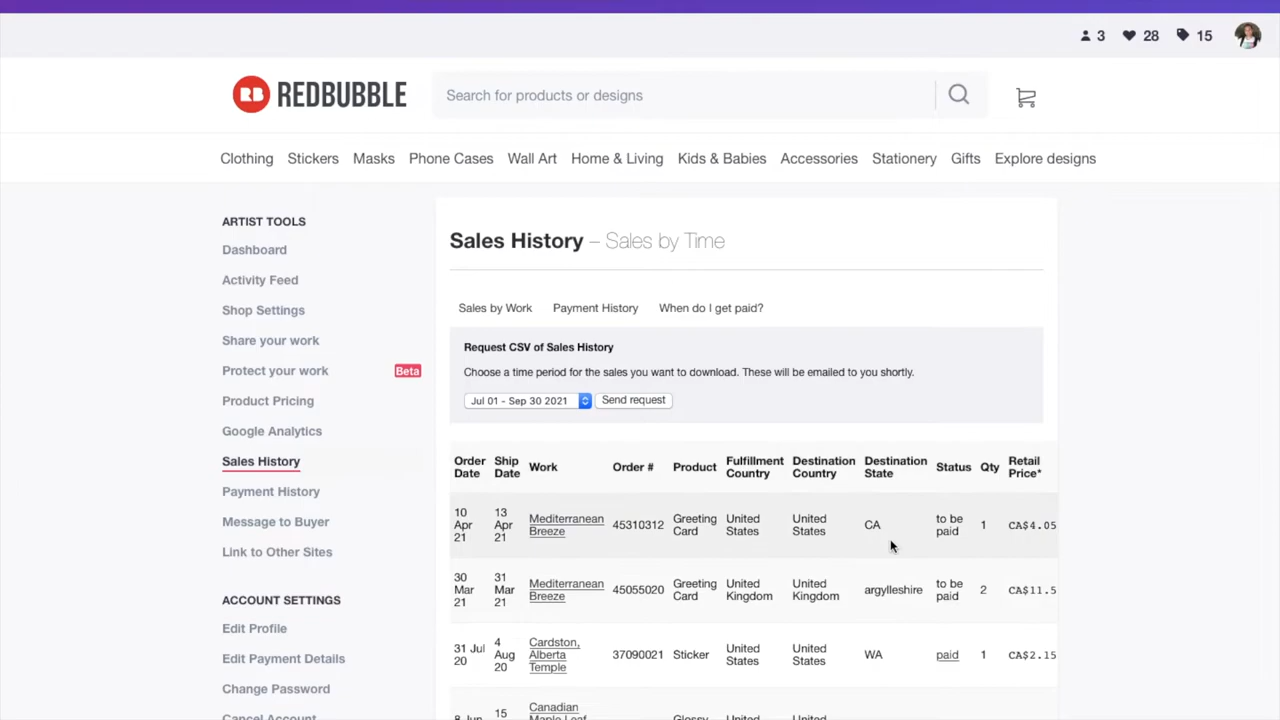 3 28 15
REDBUBBLE
Search for products or designs
Clothing Stickers Masks Phone Cases Wall Art Home & Living Kids & Babies Accessories Stationery Gifts Explore designs
ARTIST TOOLS
Dashboard
Activity Feed
Shop Settings
Share your work
Protect your work Beta
Product Pricing
Google Analytics
Sales History
Payment History
Message to Buyer
Link to Other Sites
ACCOUNT SETTINGS
Edit Profile
Edit Payment Details
Change Password
Cancel Account
Sales History – Sales by Time
Sales by Work Payment History When do I get paid?
Request CSV of Sales History
Choose a time period for the sales you want to download. These will be emailed to you shortly.
Jul 01 - Sep 30 2021 Send request
Order Date Ship Date Work Order # Product Fulfillment Country Destination Country Destination State Status Qty Retail Price*
10 Apr 21 13 Apr 21 Mediterranean Breeze 45310312 Greeting Card United States United States CA to be paid 1 CA$4.05
30 Mar 21 31 Mar 21 Mediterranean Breeze 45055020 Greeting Card United Kingdom United Kingdom argylleshire to be paid 2 CA$11.5
31 Jul 20 4 Aug 20 Cardston, Alberta Temple 37090021 Sticker United States United States WA paid 1 CA$2.15
8 Jun 15 Canadian Maple Leaf Glossy United United